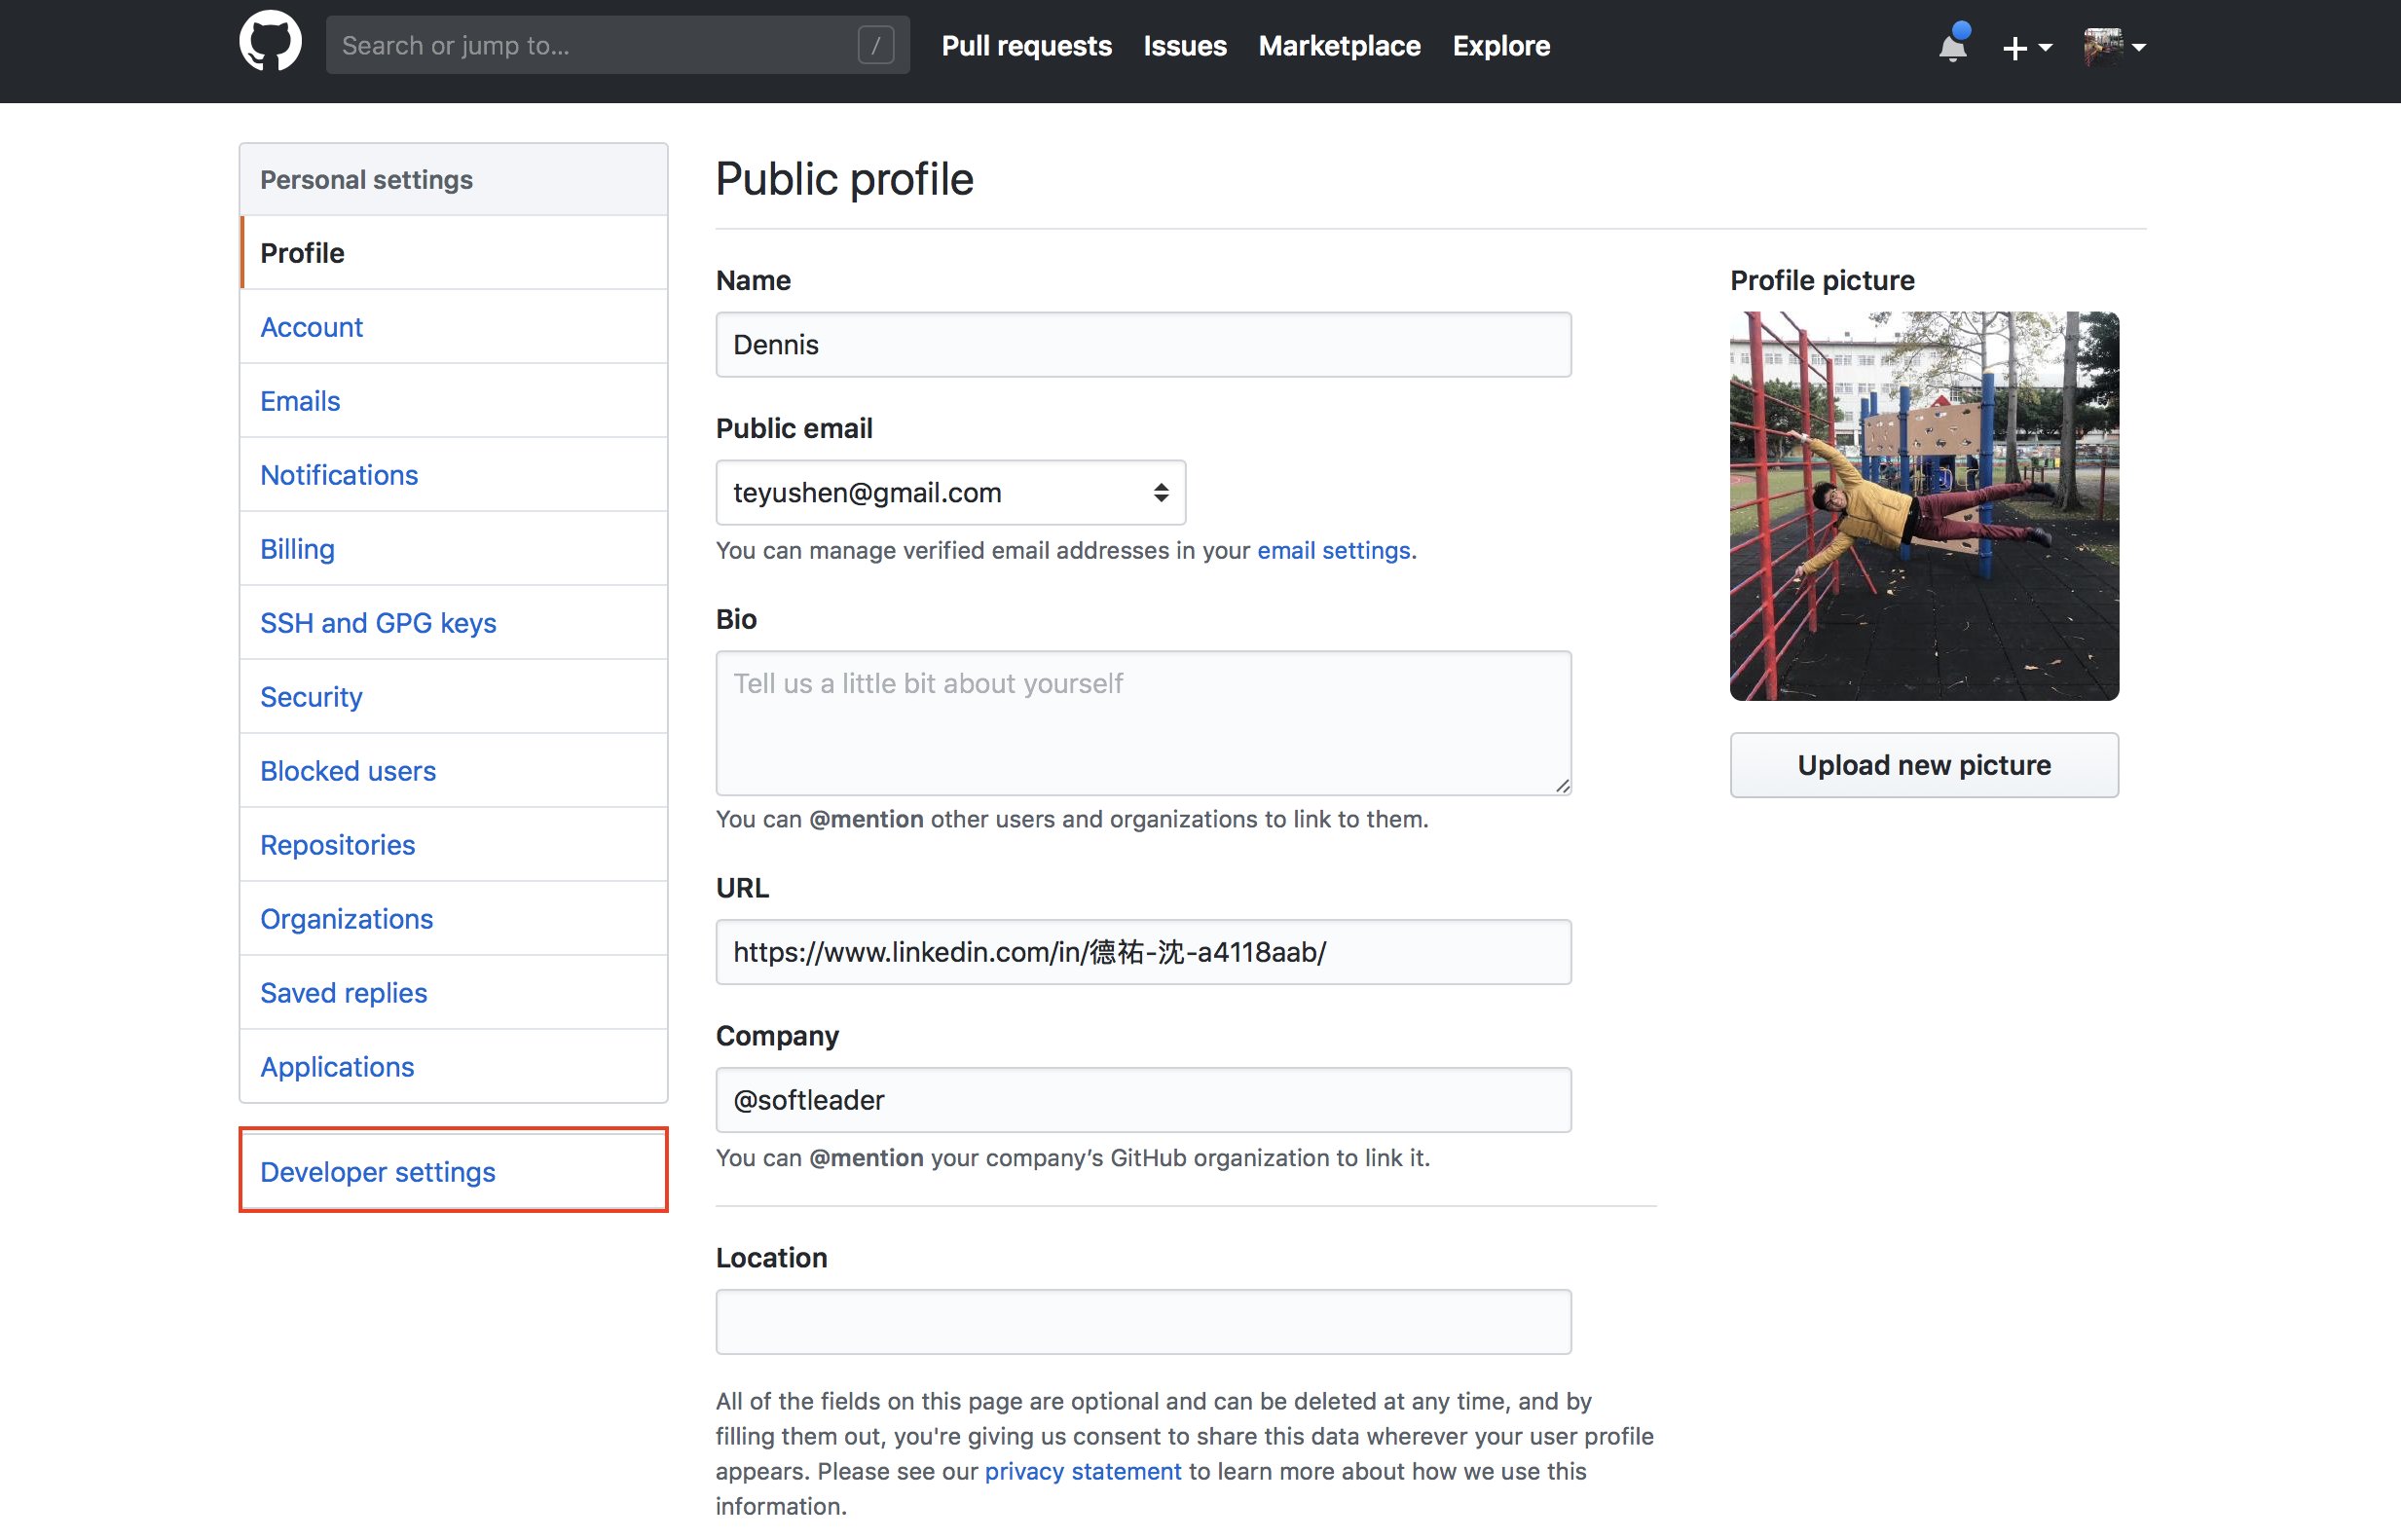 Search or jump to...
/
Pull requests
Issues
Marketplace
Explore
Personal settings
Profile
Account
Emails
Notifications
Billing
SSH and GPG keys
Security
Blocked users
Repositories
Organizations
Saved replies
Applications
Developer settings
Public profile
Name
Dennis
Public email
teyushen@gmail.com
You can manage verified email addresses in your email settings.
Bio
Tell us a little bit about yourself
You can @mention other users and organizations to link to them.
URL
https://www.linkedin.com/in/德祐-沈-a4118aab/
Company
@softleader
You can @mention your company’s GitHub organization to link it.
Location
All of the fields on this page are optional and can be deleted at any time, and by
filling them out, you're giving us consent to share this data wherever your user profile
appears. Please see our privacy statement to learn more about how we use this
information.
Profile picture
Upload new picture